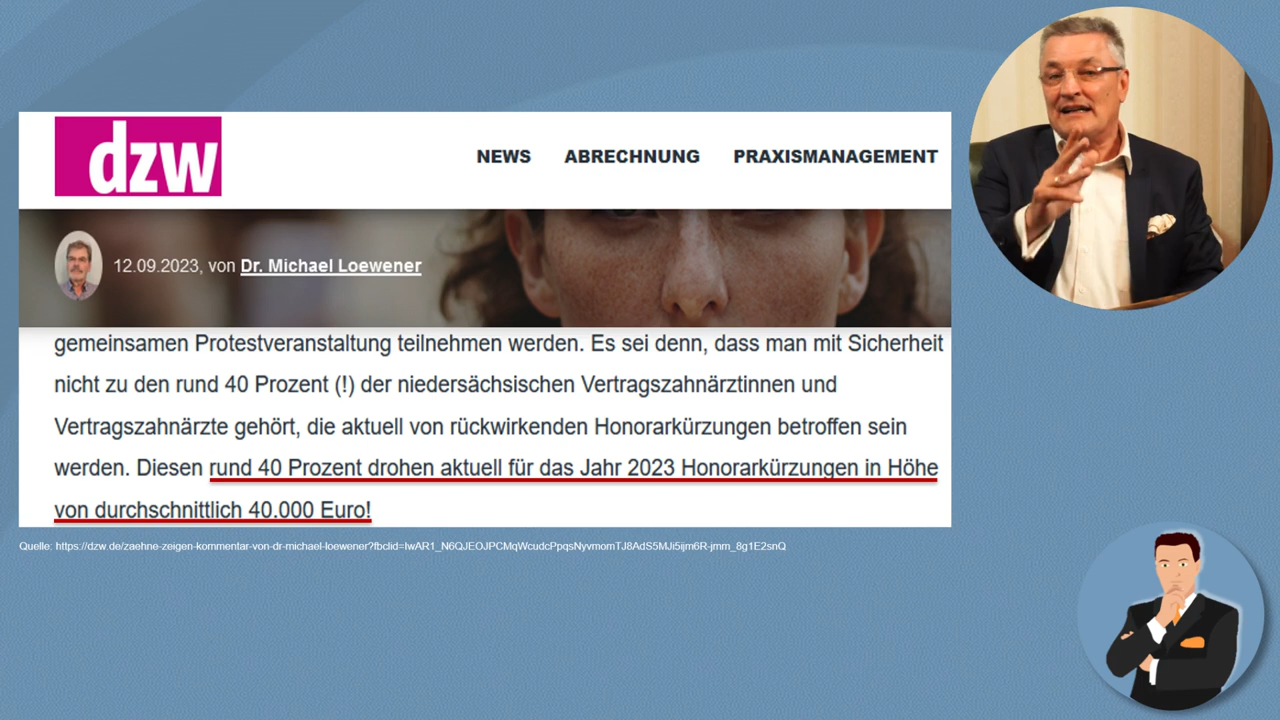 dzw
NEWS ABRECHNUNG PRAXISMANAGEMENT
12.09.2023, von Dr. Michael Loewener
gemeinsamen Protestveranstaltung teilnehmen werden. Es sei denn, dass man mit Sicherheit
nicht zu den rund 40 Prozent (!) der niedersächsischen Vertragszahnärztinnen und
Vertragszahnärzte gehört, die aktuell von rückwirkenden Honorarkürzungen betroffen sein
werden. Diesen rund 40 Prozent drohen aktuell für das Jahr 2023 Honorarkürzungen in Höhe
von durchschnittlich 40.000 Euro!
Quelle: https://dzw.de/zaehne-zeigen-kommentar-von-dr-michael-loewener?fbclid=IwAR1_N6QJEOJPCMqWcudcPpqsNyvmomTJ8AdS5MJi5ijm6R-jmm_8g1E2snQ